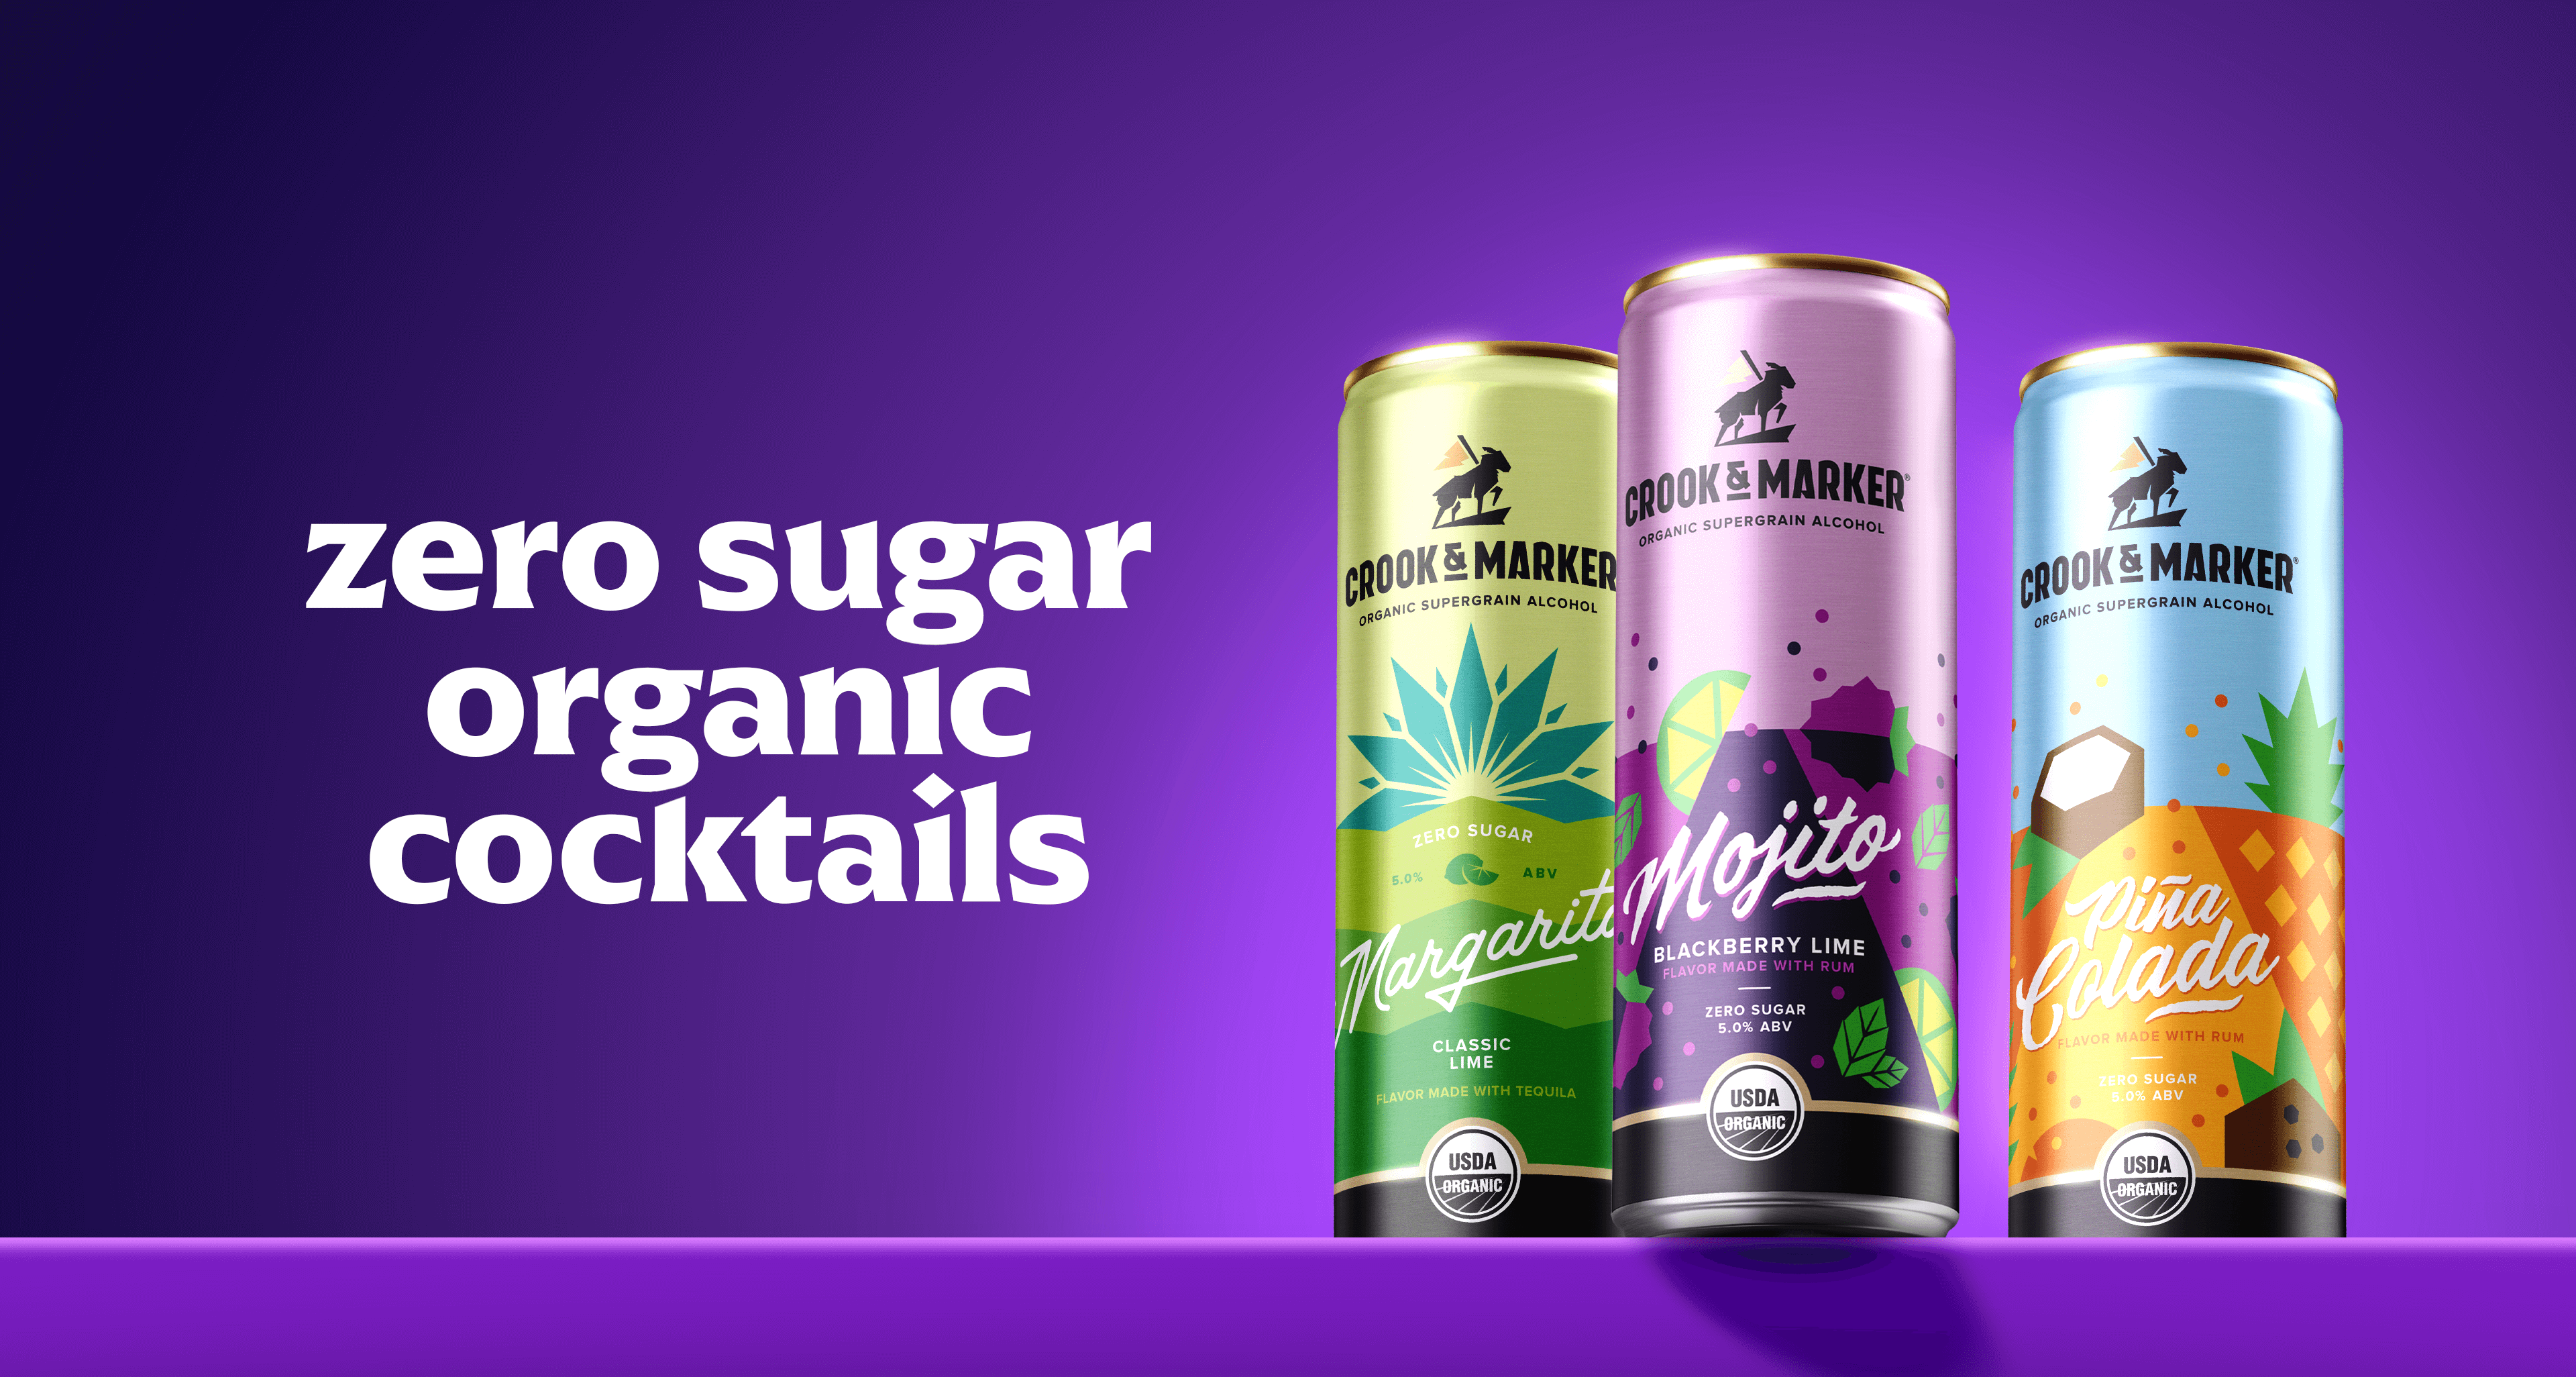 zero sugar
organic
cocktails
CROOK & MARKER
ORGANIC SUPERGRAIN ALCOHOL
ZERO SUGAR
5.0% ABV
Margarita
CLASSIC
LIME
FLAVOR MADE WITH TEQUILA
USDA
ORGANIC
CROOK & MARKER®
ORGANIC SUPERGRAIN ALCOHOL
Mojito
BLACKBERRY LIME
FLAVOR MADE WITH RUM
ZERO SUGAR
5.0% ABV
USDA
ORGANIC
CROOK & MARKER®
ORGANIC SUPERGRAIN ALCOHOL
Piña
Colada
FLAVOR MADE WITH RUM
ZERO SUGAR
5.0% ABV
USDA
ORGANIC